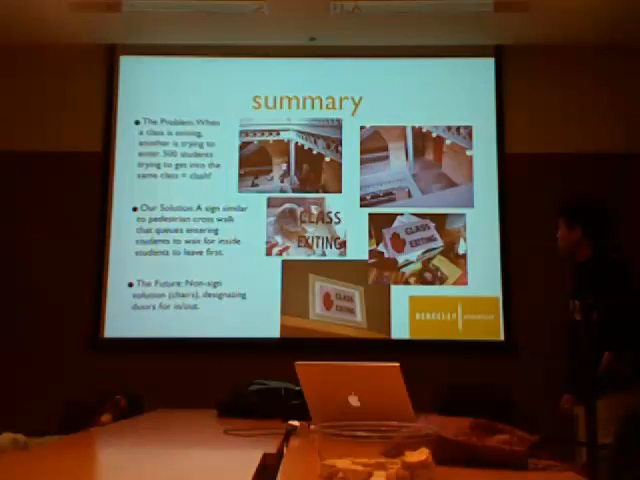 summary
The Problem: When
a class is exiting,
another is trying to
enter. 500 students
trying to get into the
same class = clash!
Our Solution: A sign similar
to pedestrian cross walk
that queues entering
students to wait for inside
students to leave first.
The Future: Non-sign
solution (chairs), designating
doors for in/out.
CLASS
EXITING
CLASS
EXITING
CLASS
EXITING
BERKELEY